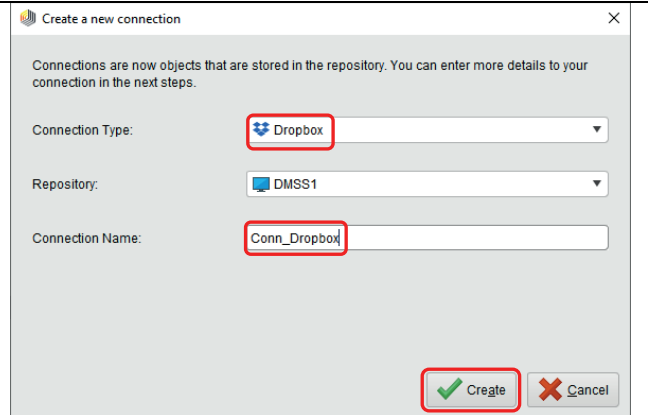 Create a new connection
Connections are now objects that are stored in the repository. You can enter more details to your
connection in the next steps.
Connection Type:
Dropbox
Repository:
DMSS1
Connection Name:
Conn_Dropbox
Create
Cancel